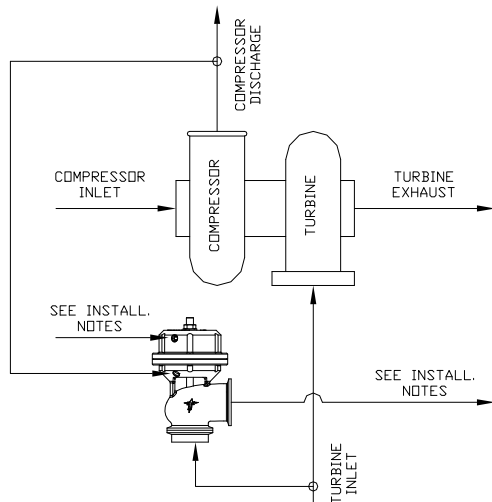 COMPRESSOR
DISCHARGE
COMPRESSOR
INLET
COMPRESSOR
TURBINE
TURBINE
EXHAUST
SEE INSTALL.
NOTES
SEE INSTALL.
NOTES
TURBINE
INLET